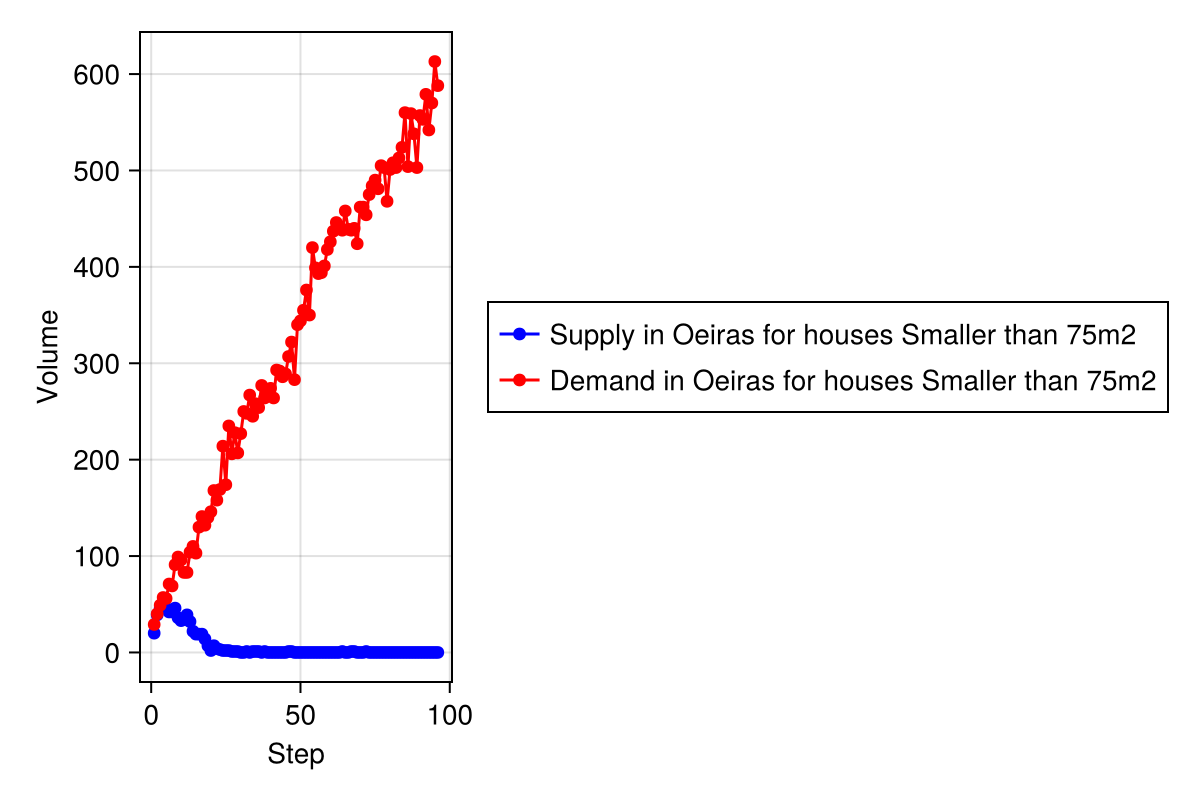 600
500
400
300
200
100
0
Volume
0 50 100
Step
Supply in Oeiras for houses Smaller than 75m2
Demand in Oeiras for houses Smaller than 75m2